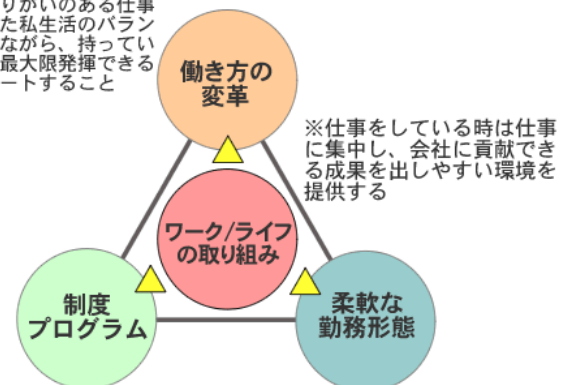 りがいのある仕事
た私生活のバラン
ながら、持ってい
最大限発揮できる
ートすること
働き方の
変革
※仕事をしている時は仕事
に集中し、会社に貢献でき
る成果を出しやすい環境を
提供する
ワーク/ライフ
の取り組み
制度
プログラム
柔軟な
勤務形態